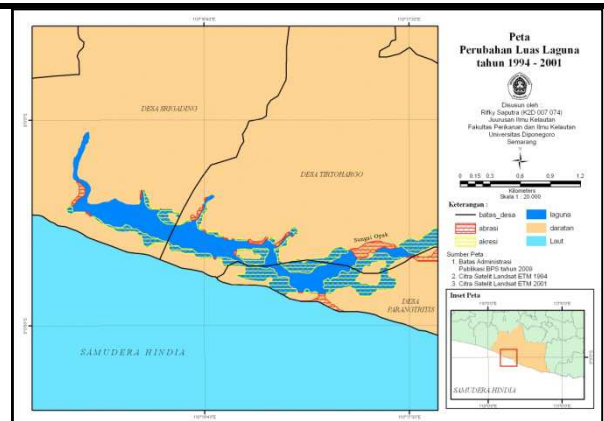 Peta
Perubahan Luas Laguna
tahun 1994 - 2001
Disusun oleh :
Rifky Saputra (K2D 007 074)
Juurusan Ilmu Kelautan
Fakultas Perikanan dan Ilmu Kelautan
Universitas Diponegoro
Semarang
0 0.15 0.3 0.6 0.9 1.2
Kilometers
Skala 1 : 20.000
Keterangan :
batas_desa
abrasi
akresi
laguna
daratan
Laut
Sumber Peta :
1. Batas Administrasi
Publikasi BPS tahun 2009
2. Citra Satelit Landsat ETM 1994
3. Citra Satelit Landsat ETM 2001
Inset Peta
SAMUDERA HINDIA
DESA SRIGADING
DESA TIRTOHARGO
Sungai Opak
DESA
PARANGTRITIS
SAMUDERA HINDIA